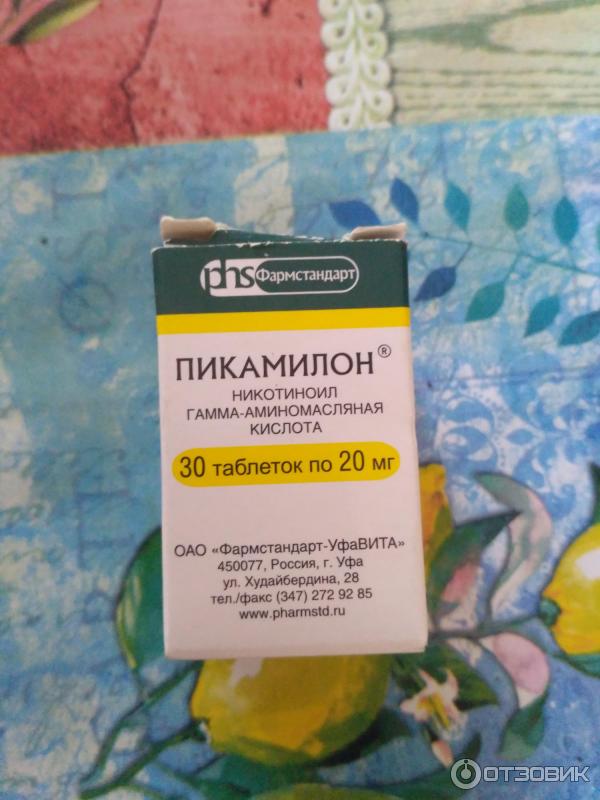 phs Фармстандарт
ПИКАМИЛОН®
НИКОТИНОИЛ
ГАММА-АМИНОМАСЛЯНАЯ
КИСЛОТА
30 таблеток по 20 мг
ОАО «Фармстандарт-УфаВИТА»
450077, Россия, г. Уфа
ул. Худайбердина, 28
тел./факс (347) 272 92 85
www.pharmstd.ru
ОТЗОВИК